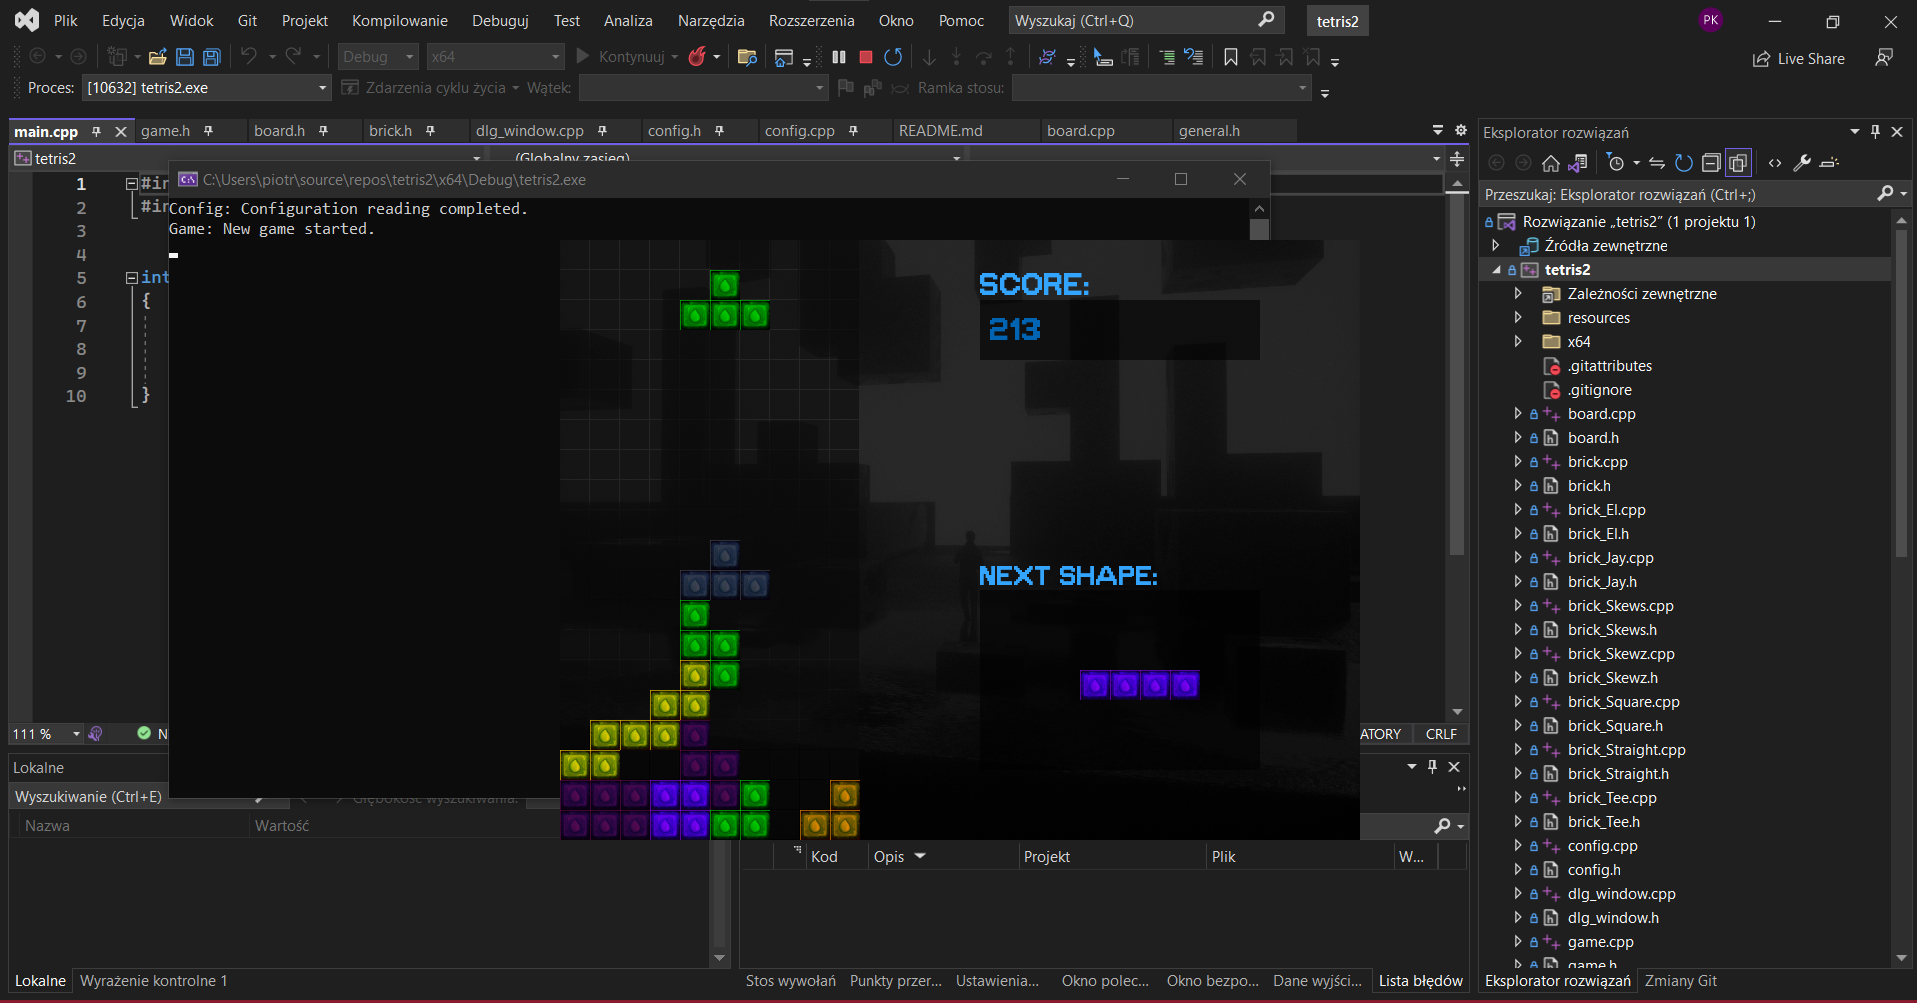 Plik Edycja Widok Git Projekt Kompilowanie Debuguj Test Analiza Narzędzia Rozszerzenia Okno Pomoc Wyszukaj (Ctrl+Q) tetris2 PK
Debug x64 Kontynuuj Live Share
Proces: [10632] tetris2.exe Zdarzenia cyklu życia Wątek: Ramka stosu:
main.cpp game.h board.h brick.h dlg_window.cpp config.h config.cpp README.md board.cpp general.h
tetris2 (Globalny zasięg)
C:\Users\piotr\source\repos\tetris2\x64\Debug\tetris2.exe
Config: Configuration reading completed.
Game: New game started.
1 #in
2 #in
3
4
5 int
6 {
7
8
9
10 }
SCORE:
213
NEXT SHAPE:
111 % N ATORY CRLF
Lokalne
Wyszukiwanie (Ctrl+E) Głębokość wyszukiwania:
Nazwa Wartość
Kod Opis Projekt Plik W...
Lokalne Wyrażenie kontrolne 1
Stos wywołań Punkty przer... Ustawienia... Okno polec... Okno bezpo... Dane wyjści... Lista błędów
Eksplorator rozwiązań
Przeszukaj: Eksplorator rozwiązań (Ctrl+;)
Rozwiązanie „tetris2” (1 projektu 1)
Źródła zewnętrzne
tetris2
Zależności zewnętrzne
resources
x64
.gitattributes
.gitignore
board.cpp
board.h
brick.cpp
brick.h
brick_El.cpp
brick_El.h
brick_Jay.cpp
brick_Jay.h
brick_Skews.cpp
brick_Skews.h
brick_Skewz.cpp
brick_Skewz.h
brick_Square.cpp
brick_Square.h
brick_Straight.cpp
brick_Straight.h
brick_Tee.cpp
brick_Tee.h
config.cpp
config.h
dlg_window.cpp
dlg_window.h
game.cpp
game.h
Eksplorator rozwiązań Zmiany Git